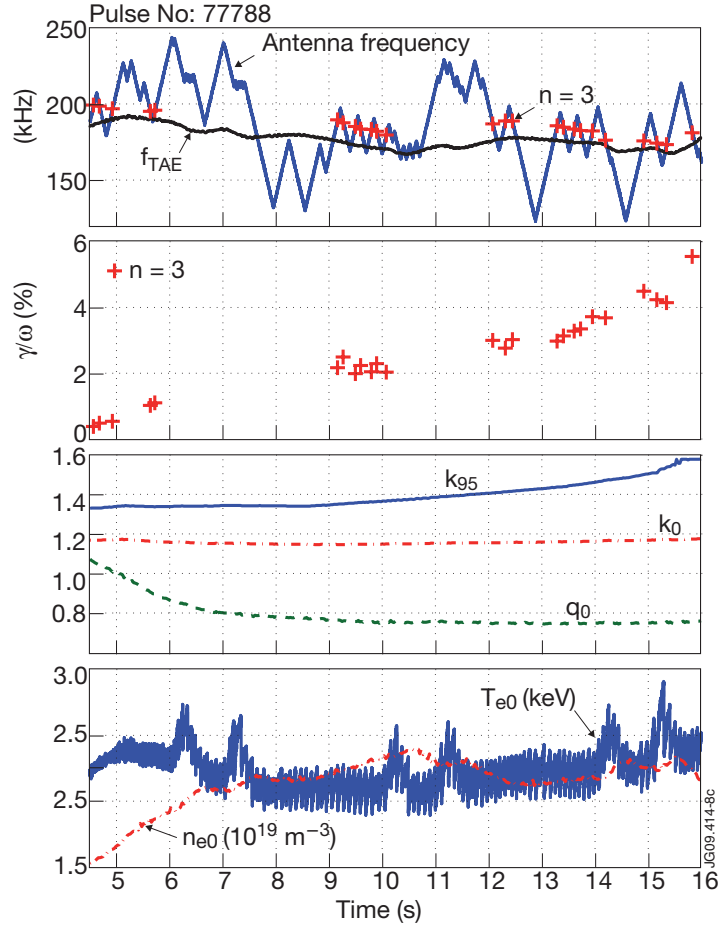 Pulse No: 77788
250
200
150
(kHz)
Antenna frequency
n = 3
fTAE
6
4
2
0
γ/ω (%)
n = 3
1.6
1.4
1.2
1.0
0.8
k95
k0
q0
3.0
2.5
2.5
1.5
Te0 (keV)
ne0 (10^19 m^−3)
5 6 7 8 9 10 11 12 13 14 15 16
Time (s)
JG09.414-8c